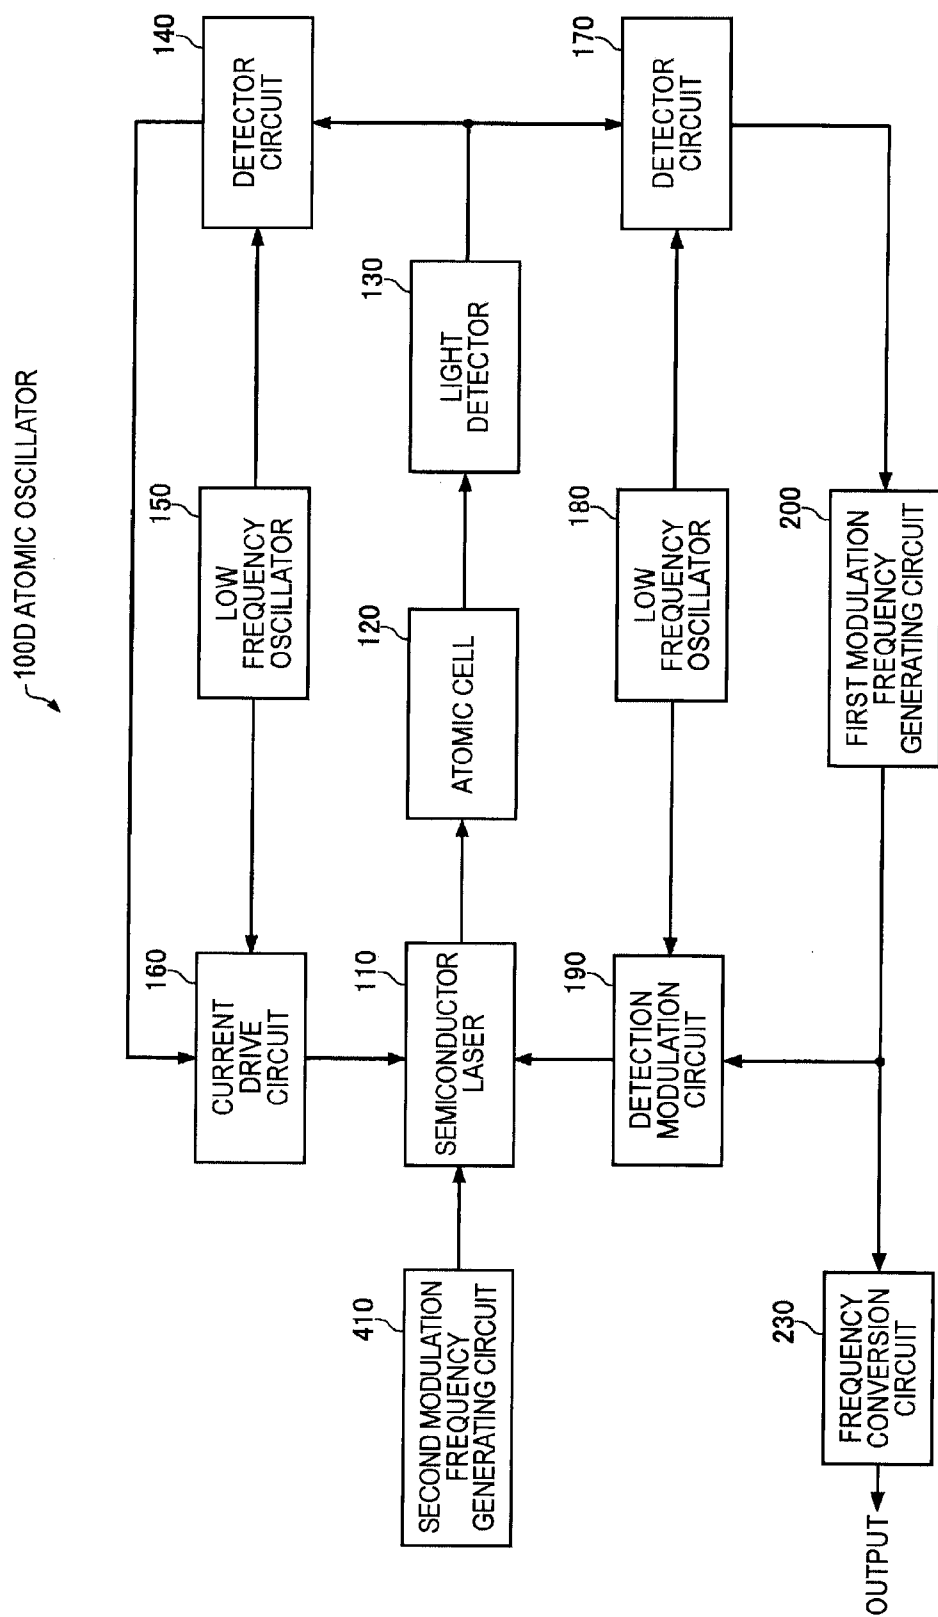 100D ATOMIC OSCILLATOR
160
CURRENT
DRIVE
CIRCUIT
150
LOW
FREQUENCY
OSCILLATOR
140
DETECTOR
CIRCUIT
410
SECOND MODULATION
FREQUENCY
GENERATING CIRCUIT
110
SEMICONDUCTOR
LASER
120
ATOMIC CELL
130
LIGHT
DETECTOR
190
DETECTION
MODULATION
CIRCUIT
180
LOW
FREQUENCY
OSCILLATOR
170
DETECTOR
CIRCUIT
OUTPUT
230
FREQUENCY
CONVERSION
CIRCUIT
200
FIRST MODULATION
FREQUENCY
GENERATING CIRCUIT